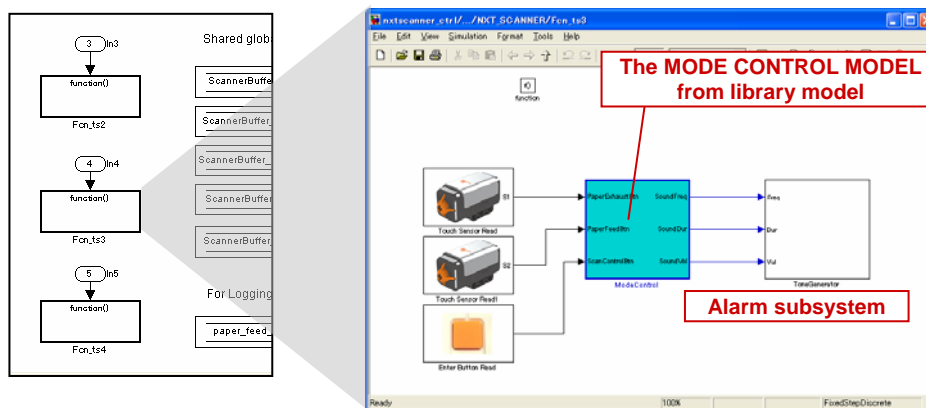 3
In3
function()
Fcn_ts2
4
In4
function()
Fcn_ts3
5
In5
function()
Fcn_ts4
Shared globa
ScannerBuffer
ScannerBuffer_
ScannerBuffer_
ScannerBuffer
ScannerBuffer
For Logging
paper_feed_
nxtscanner_ctrl/.../NXT_SCANNER/Fcn_ts3
File Edit View Simulation Format Tools Help
The MODE CONTROL MODEL
from library model
f()
function
S1
Touch Sensor Read
S2
Touch Sensor Read1
Enter Button Read
PaperExhaustBtn SoundFreq
PaperFeedBtn SoundDur
ScanControlBtn SoundVol
ModeControl
Freq
Dur
Vol
ToneGenerator
Alarm subsystem
Ready 100% FixedStepDiscrete